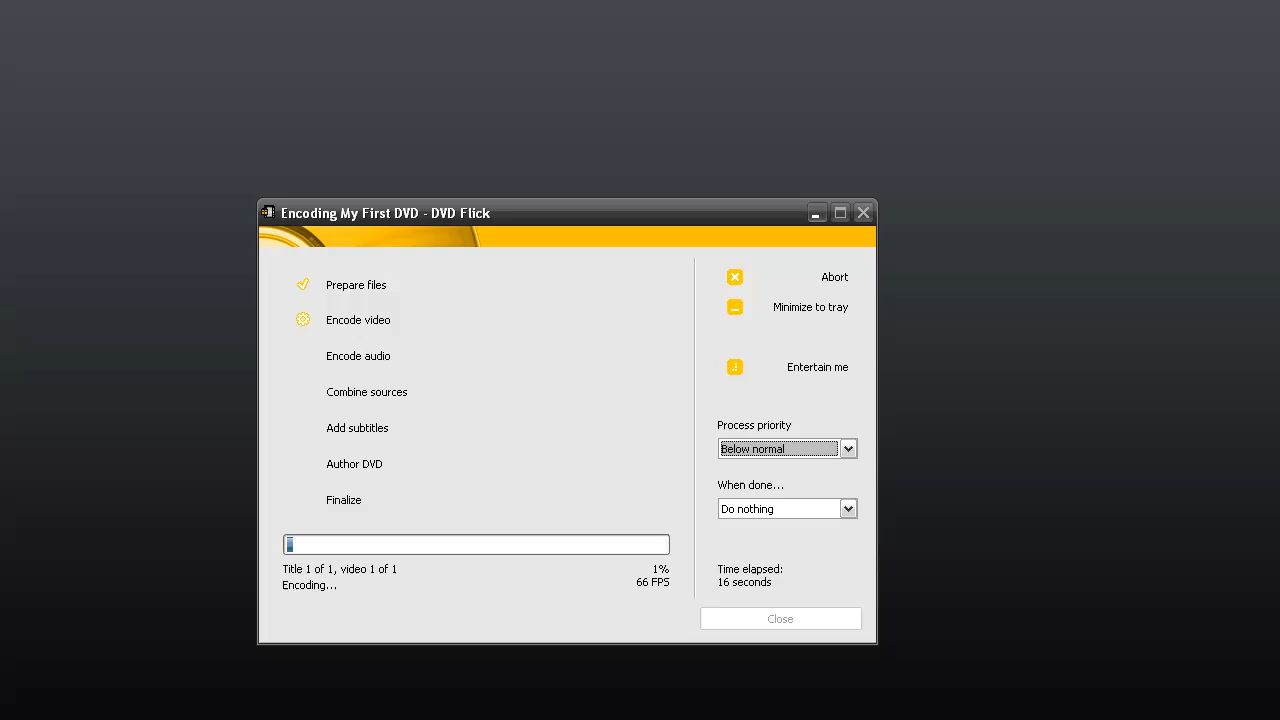 Encoding My First DVD - DVD Flick
Prepare files
Encode video
Encode audio
Combine sources
Add subtitles
Author DVD
Finalize
Title 1 of 1, video 1 of 1
1%
Encoding...
66 FPS
Abort
Minimize to tray
Entertain me
Process priority
Below normal
When done...
Do nothing
Time elapsed:
16 seconds
Close